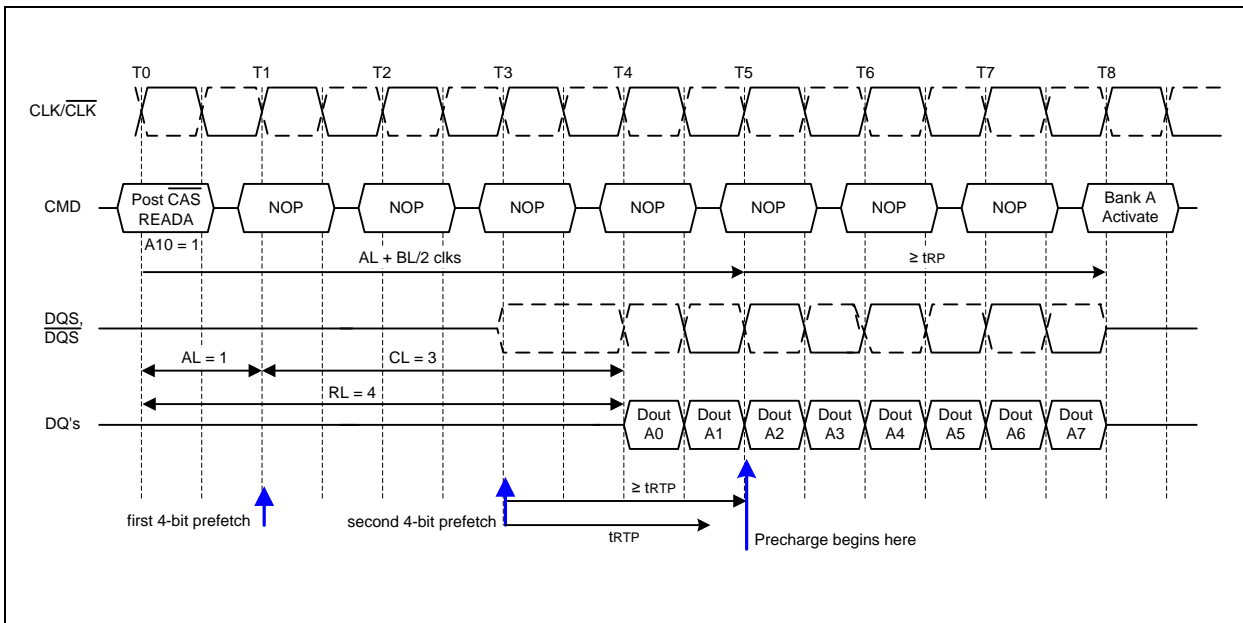 T0 T1 T2 T3 T4 T5 T6 T7 T8
CLK/CLK
CMD
Post CAS
READA
NOP NOP NOP NOP NOP NOP NOP
Bank A
Activate
A10 = 1
AL + BL/2 clks
≥ tRP
DQS,
DQS
AL = 1
CL = 3
RL = 4
DQ's
Dout
A0
Dout
A1
Dout
A2
Dout
A3
Dout
A4
Dout
A5
Dout
A6
Dout
A7
≥ tRTP
first 4-bit prefetch
second 4-bit prefetch
tRTP
Precharge begins here